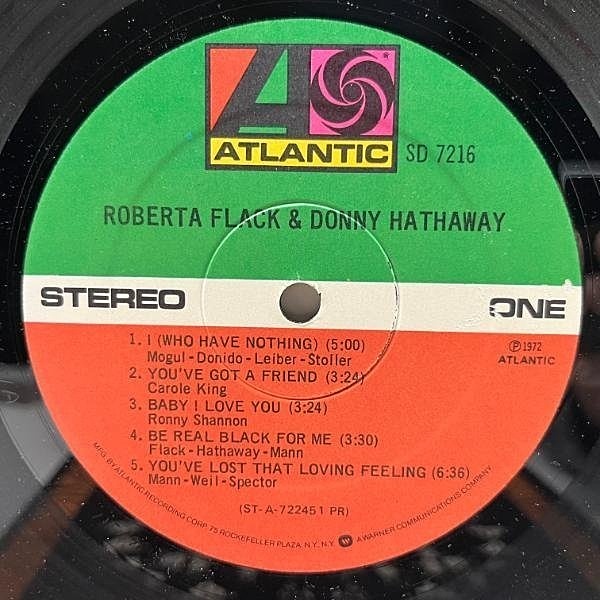 ATLANTIC SD 7216
ROBERTA FLACK & DONNY HATHAWAY
STEREO ONE
℗ 1972
ATLANTIC
1. I (WHO HAVE NOTHING) (5:00)
Mogul-Donido-Leiber-Stoller
2. YOU'VE GOT A FRIEND (3:24)
Carole King
3. BABY I LOVE YOU (3:24)
Ronny Shannon
4. BE REAL BLACK FOR ME (3:30)
Flack-Hathaway-Mann
5. YOU'VE LOST THAT LOVING FEELING (6:36)
Mann-Weil-Spector
(ST-A-722451 PR)
MFG. BY ATLANTIC RECORDING CORP. 75 ROCKEFELLER PLAZA, N.Y., N.Y. W A WARNER COMMUNICATIONS COMPANY